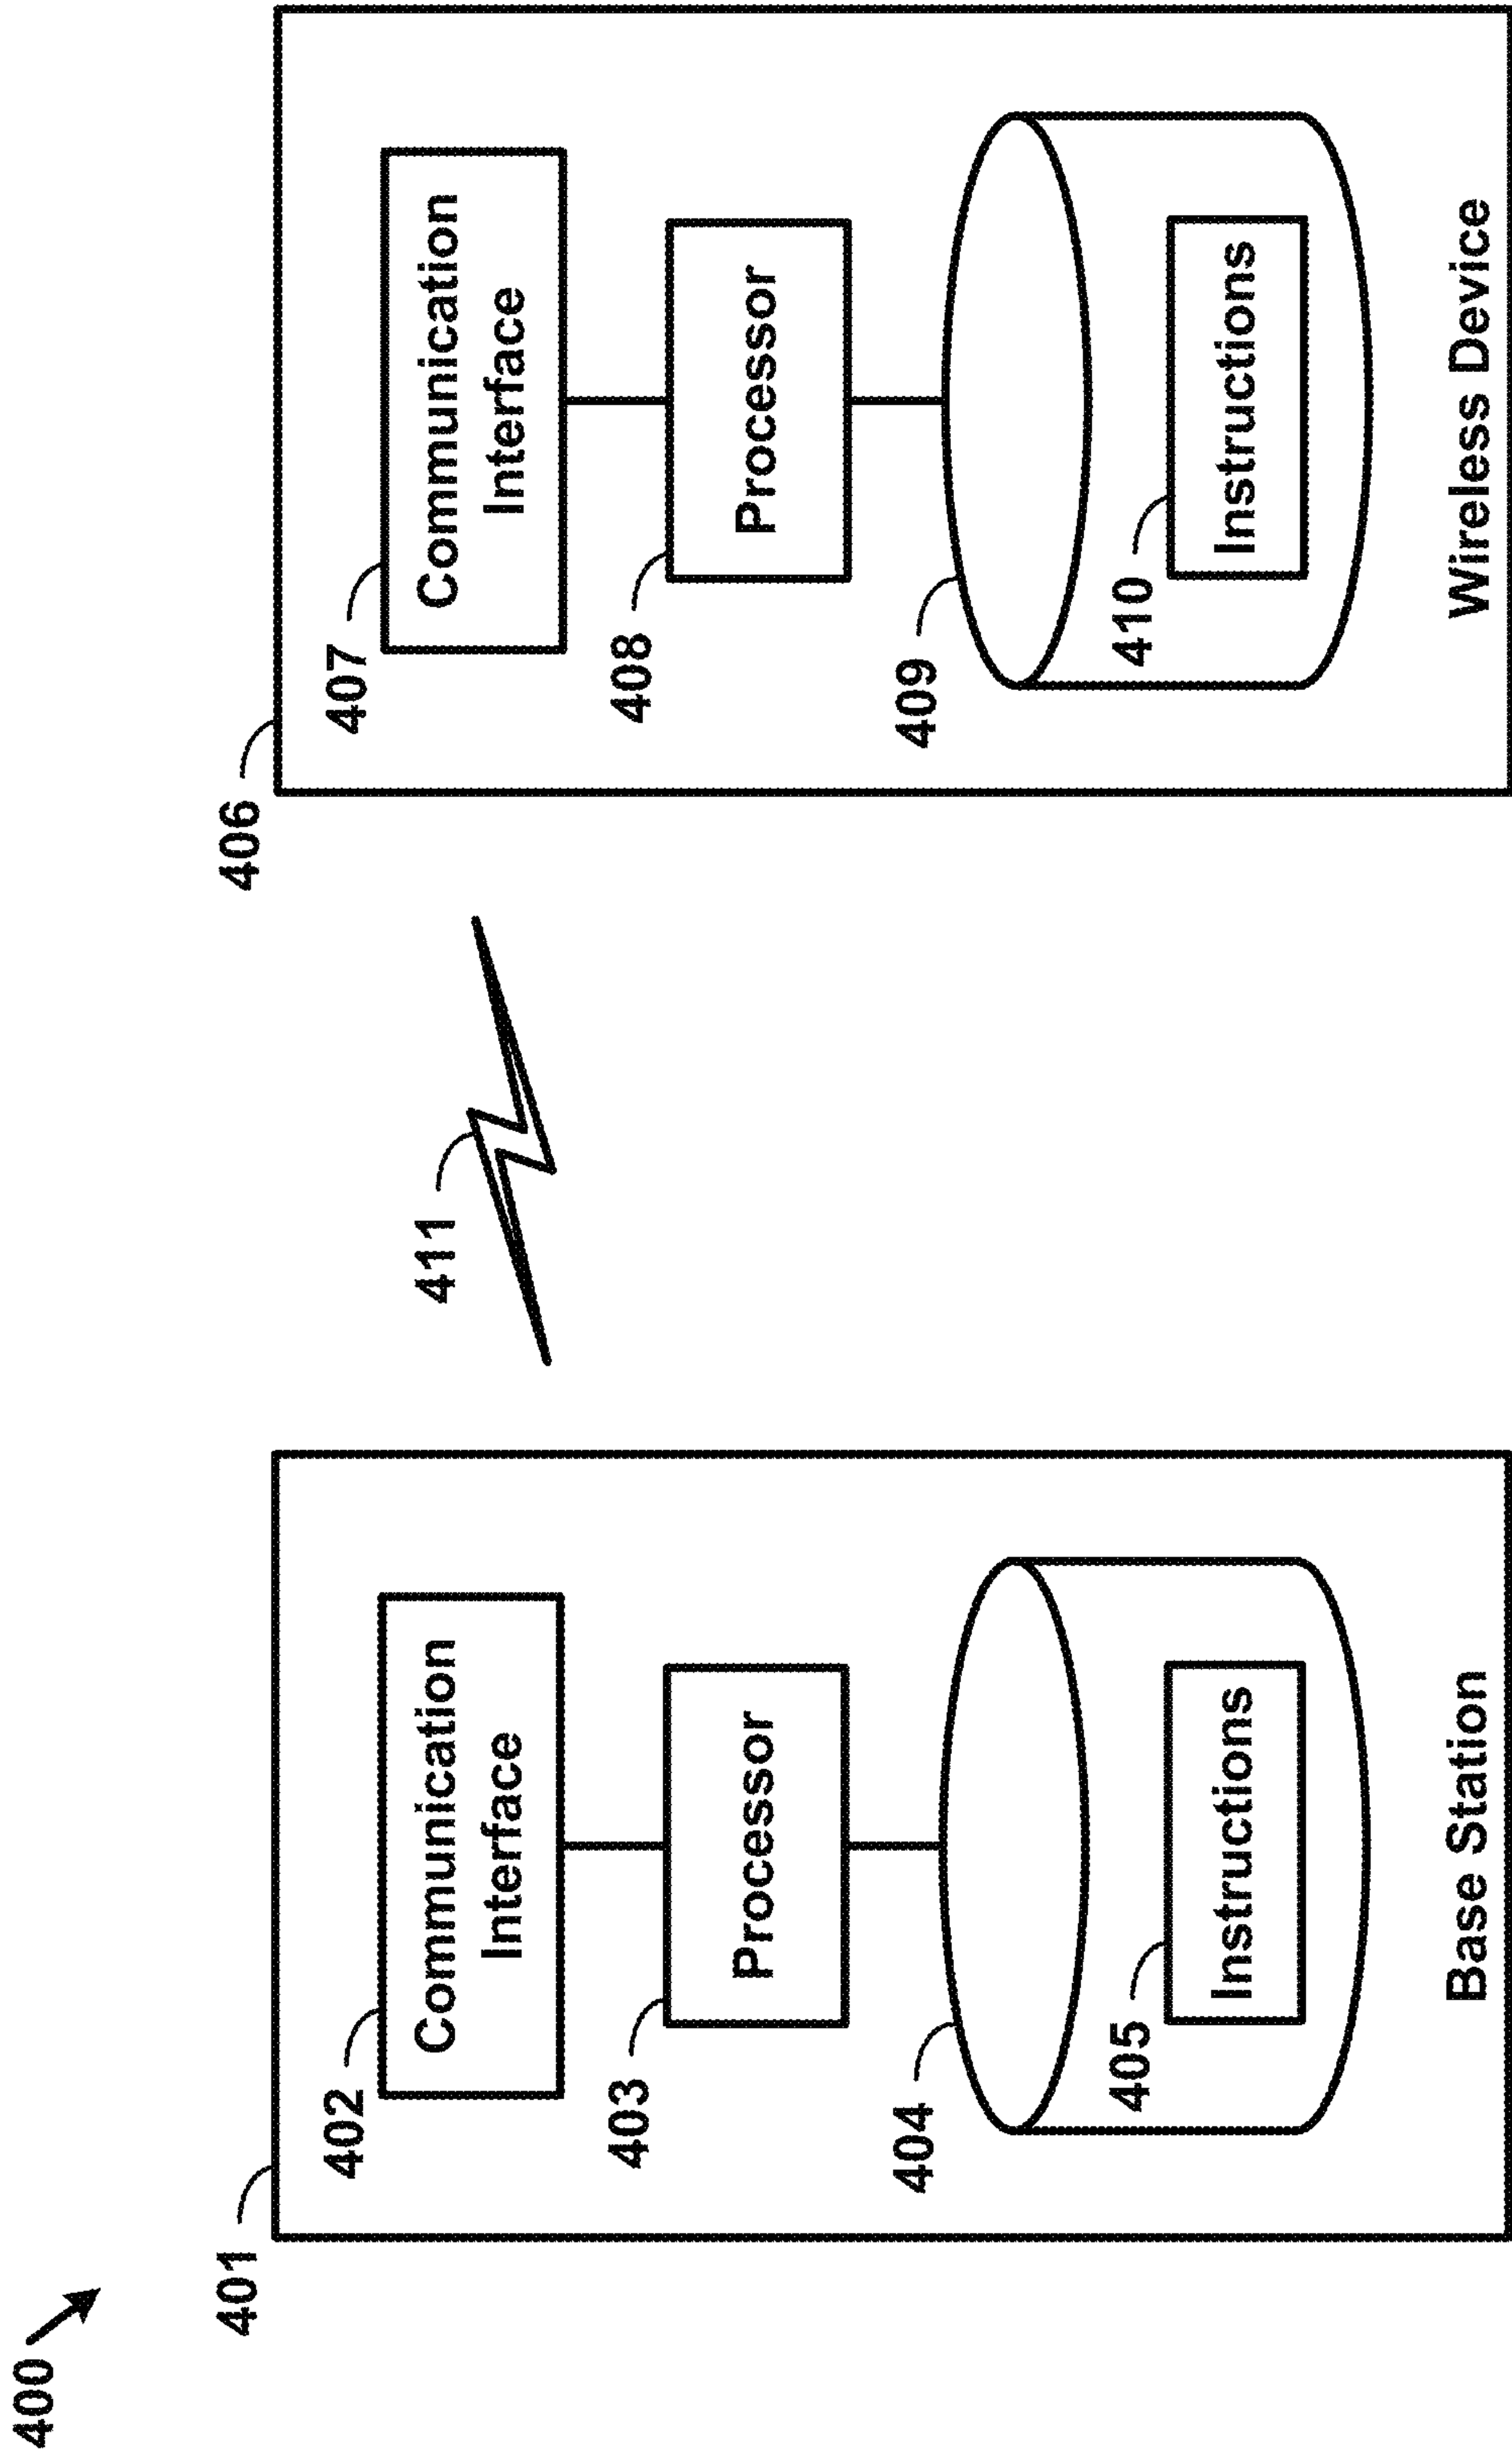 400
401
402
Communication
Interface
403
Processor
404
405
Instructions
Base Station
411
406
407
Communication
Interface
408
Processor
409
410
Instructions
Wireless Device